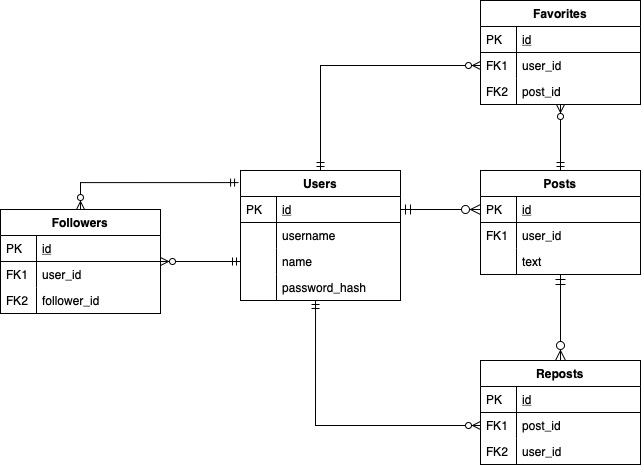 Favorites
PK id
FK1 user_id
FK2 post_id
Users
PK id
username
name
password_hash
Posts
PK id
FK1 user_id
text
Followers
PK id
FK1 user_id
FK2 follower_id
Reposts
PK id
FK1 post_id
FK2 user_id